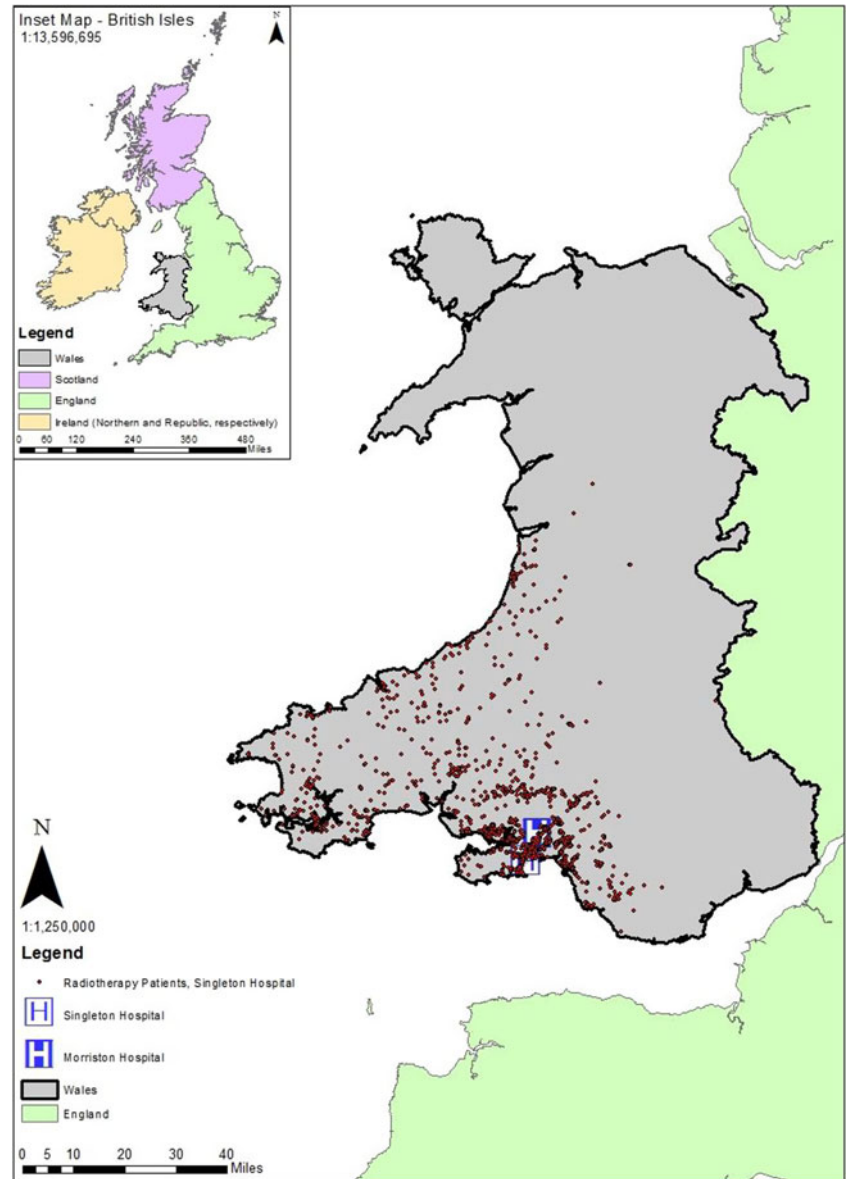 Inset Map - British Isles
1:13,596,695
N
Legend
Wales
Scotland
England
Ireland (Northern and Republic, respectively)
0 60 120 240 360 480
Miles
N
1:1,250,000
Legend
Radiotherapy Patients, Singleton Hospital
H Singleton Hospital
H Morriston Hospital
Wales
England
0 5 10 20 30 40
Miles
H
H